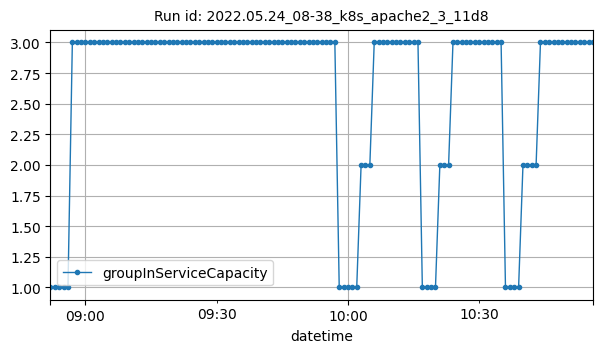 Run id: 2022.05.24_08-38_k8s_apache2_3_11d8
3.00
2.75
2.50
2.25
2.00
1.75
1.50
1.25
1.00
groupInServiceCapacity
09:00 09:30 10:00 10:30
datetime